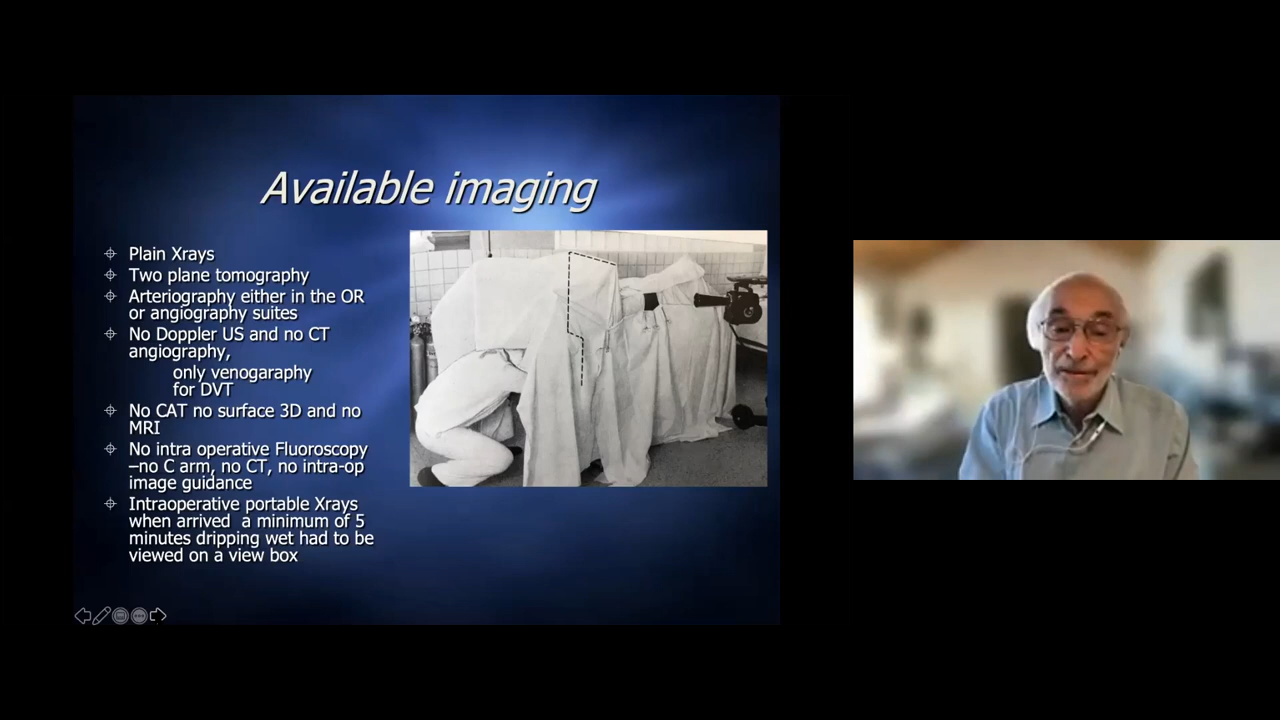 Available imaging
Plain Xrays
Two plane tomography
Arteriography either in the OR
or angiography suites
No Doppler US and no CT
angiography,
only venogaraphy
for DVT
No CAT no surface 3D and no
MRI
No intra operative Fluoroscopy
–no C arm, no CT, no intra-op
image guidance
Intraoperative portable Xrays
when arrived a minimum of 5
minutes dripping wet had to be
viewed on a view box